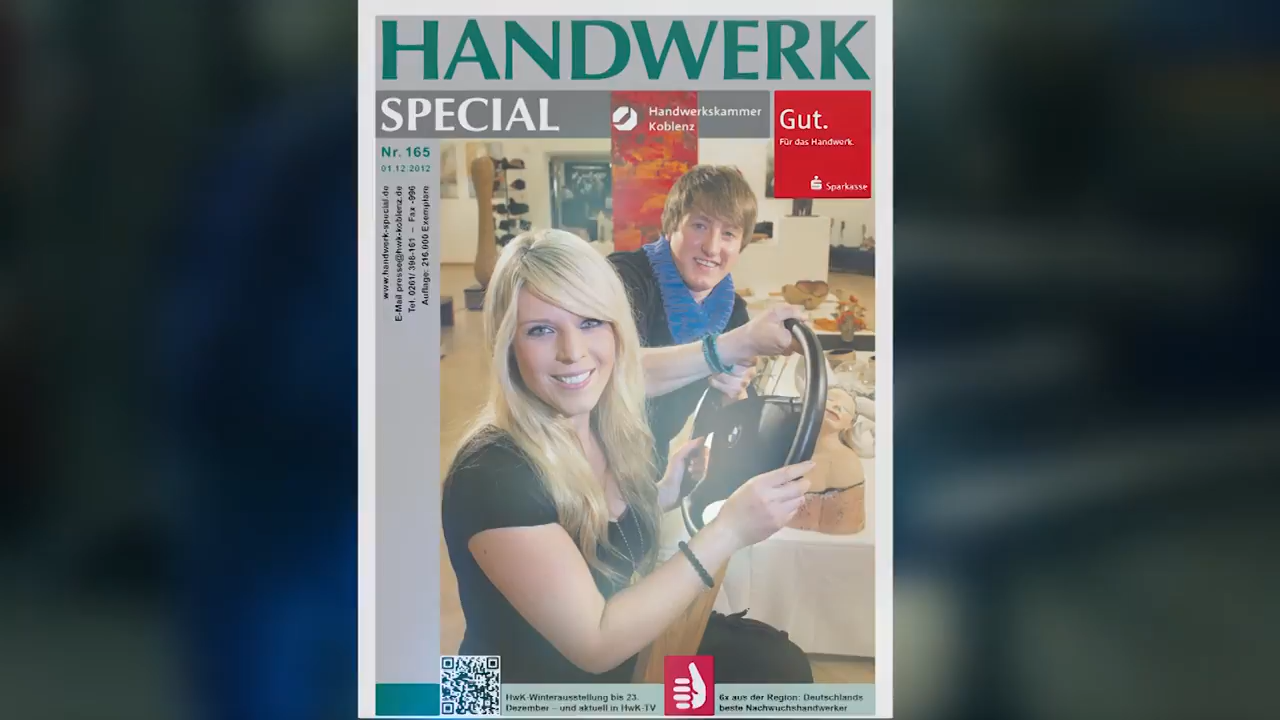 HANDWERK
SPECIAL
Handwerkskammer
Koblenz
Gut.
Für das Handwerk.
Sparkasse
Nr. 165
01.12.2012
www.handwerk-special.de
E-Mail presse@hwk-koblenz.de
Tel. 0261/ 398-161 – Fax -996
Auflage: 216.000 Exemplare
HwK-Winterausstellung bis 23.
Dezember – und aktuell in HwK-TV
6x aus der Region: Deutschlands
beste Nachwuchshandwerker